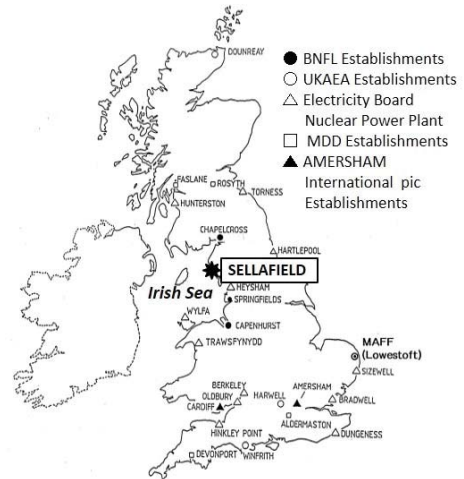 DOUNREAY
BNFL Establishments
UKAEA Establishments
Electricity Board
Nuclear Power Plant
MDD Establishments
AMERSHAM
International pic
Establishments
FASLANE
ROSYTH
TORNESS
HUNTERSTON
CHAPELCROSS
HARTLEPOOL
SELLAFIELD
Irish Sea
HEYSHAM
SPRINGFIELDS
WYLFA
CAPENHURST
TRAWSFYNYDD
MAFF
(Lowestoft)
SIZEWELL
BERKELEY
OLDBURY
HARWELL
AMERSHAM
CARDIFF
BRADWELL
ALDERMASTON
HINKLEY POINT
DUNGENESS
DEVONPORT
WINFRITH